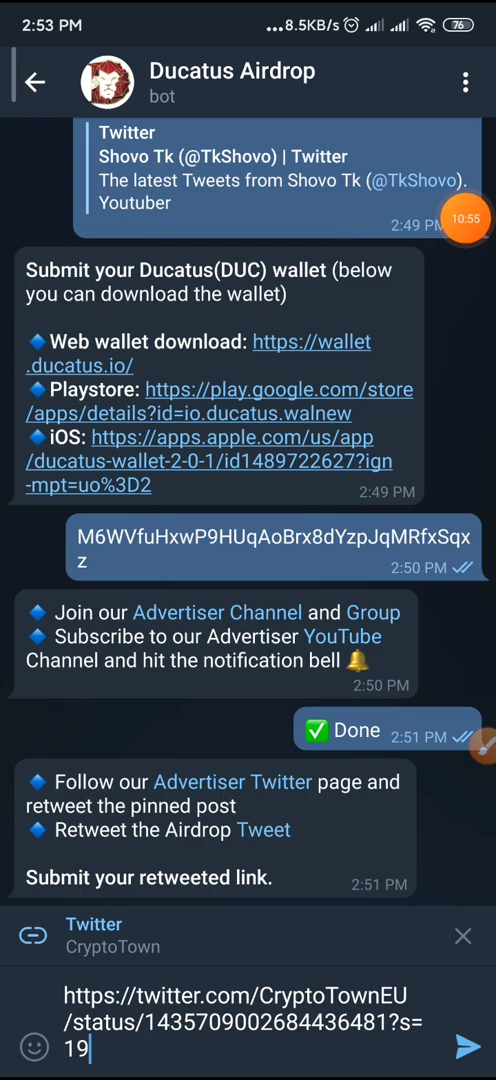 2:53 PM
...8.5KB/s
76
Ducatus Airdrop
bot
Twitter
Shovo Tk (@TkShovo) | Twitter
The latest Tweets from Shovo Tk (@TkShovo).
Youtuber
2:49 PM
10:55
Submit your Ducatus(DUC) wallet (below
you can download the wallet)
🔹Web wallet download: https://wallet
.ducatus.io/
🔹Playstore: https://play.google.com/store
/apps/details?id=io.ducatus.walnew
🔹iOS: https://apps.apple.com/us/app
/ducatus-wallet-2-0-1/id1489722627?ign
-mpt=uo%3D2
2:49 PM
M6WVfuHxwP9HUqAoBrx8dYzpJqMRfxSqx
z
2:50 PM
🔹 Join our Advertiser Channel and Group
🔹 Subscribe to our Advertiser YouTube
Channel and hit the notification bell 🔔
2:50 PM
✅ Done
2:51 PM
🔹 Follow our Advertiser Twitter page and
retweet the pinned post
🔹 Retweet the Airdrop Tweet
Submit your retweeted link.
2:51 PM
Twitter
CryptoTown
https://twitter.com/CryptoTownEU
/status/1435709002684436481?s=
19